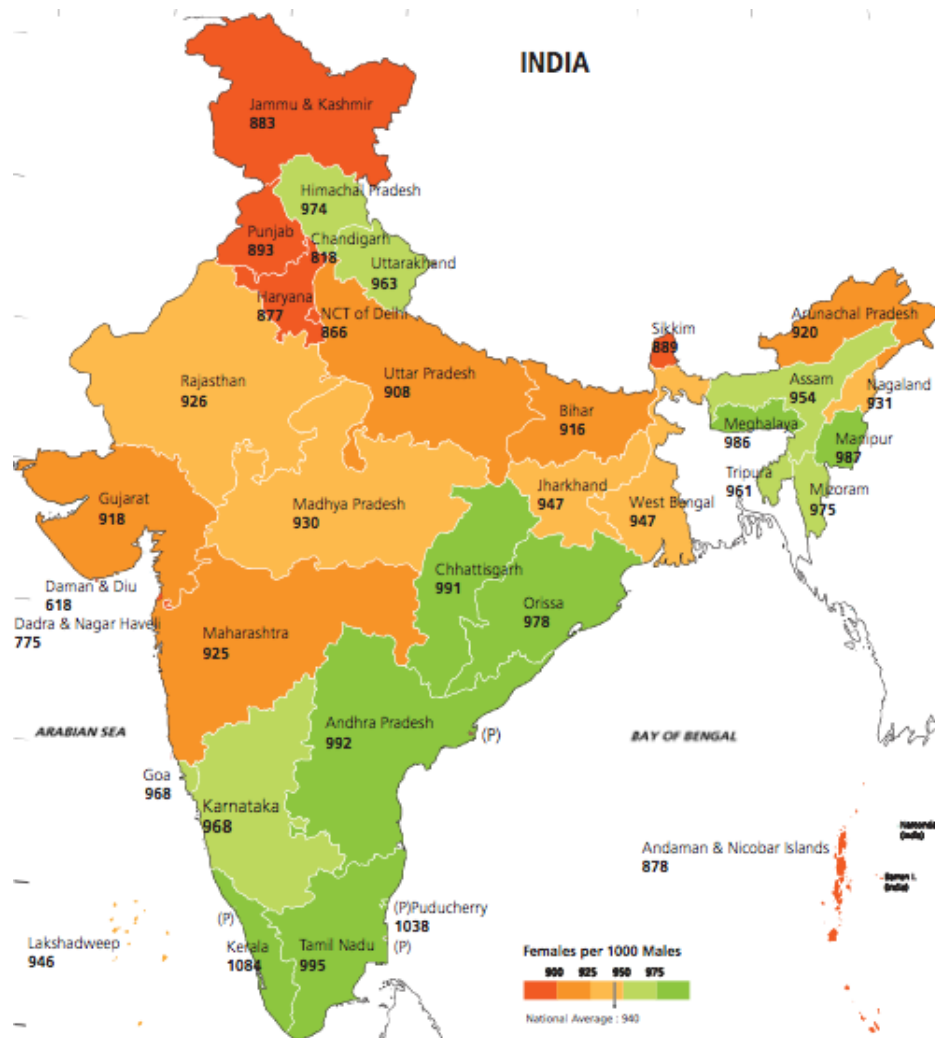 INDIA
Jammu & Kashmir
883
Himachal Pradesh
974
Punjab
893
Chandigarh
818
Uttarakhand
963
Haryana
877
NCT of Delhi
866
Sikkim
889
Arunachal Pradesh
920
Rajasthan
926
Uttar Pradesh
908
Assam
954
Nagaland
931
Bihar
916
Meghalaya
986
Manipur
987
Gujarat
918
Madhya Pradesh
930
Jharkhand
947
West Bengal
947
Tripura
961
Mizoram
975
Chhattisgarh
991
Daman & Diu
618
Orissa
978
Dadra & Nagar Haveli
775
Maharashtra
925
ARABIAN SEA
Andhra Pradesh
992
(P)
BAY OF BENGAL
Goa
968
Karnataka
968
Andaman & Nicobar Islands
878
(India)
Barren I.
(India)
(P)
(P)Puducherry
1038
(P)
Lakshadweep
946
Kerala
1084
Tamil Nadu
995
Females per 1000 Males
900 925 950 975
National Average : 940